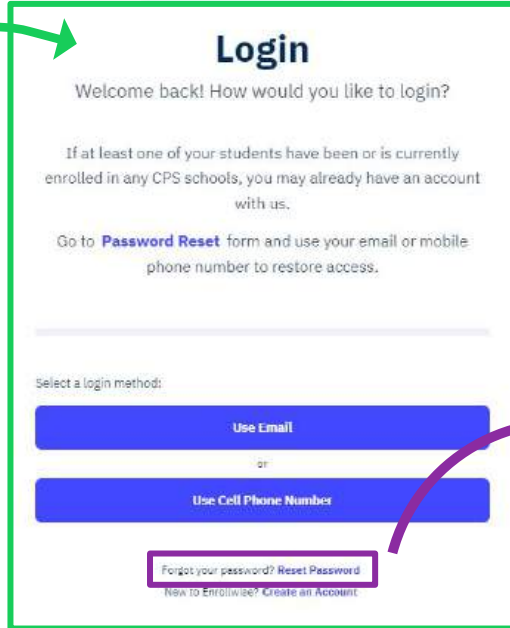 Login
Welcome back! How would you like to login?
If at least one of your students have been or is currently
enrolled in any CPS schools, you may already have an account
with us.
Go to Password Reset form and use your email or mobile
phone number to restore access.
Select a login method:
Use Email
or
Use Cell Phone Number
Forgot your password? Reset Password
New to Enrollwise? Create an Account